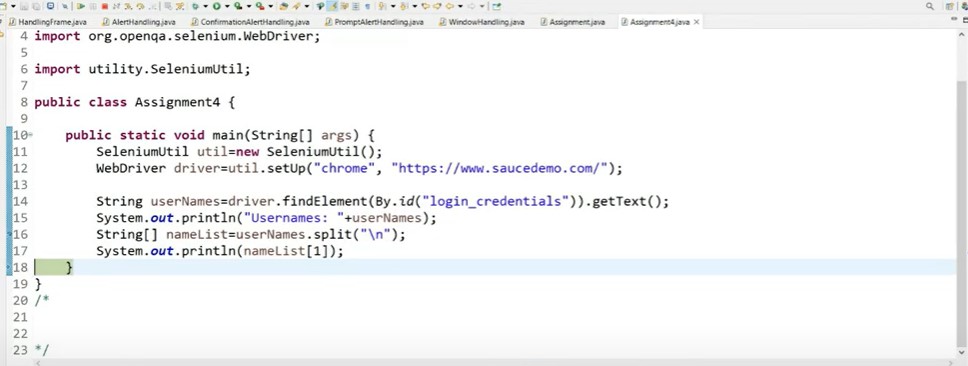 HandlingFrame.java AlertHandling.java ConfirmationAlertHandling.java PromptAlertHandling.java WindowHandling.java Assignment.java Assignment4.java
4 import org.openqa.selenium.WebDriver;
5
6 import utility.SeleniumUtil;
7
8 public class Assignment4 {
9
10 public static void main(String[] args) {
11 SeleniumUtil util=new SeleniumUtil();
12 WebDriver driver=util.setUp("chrome", "https://www.saucedemo.com/");
13
14 String userNames=driver.findElement(By.id("login_credentials")).getText();
15 System.out.println("Usernames: "+userNames);
16 String[] nameList=userNames.split("\n");
17 System.out.println(nameList[1]);
18 }
19 }
20 /*
21
22
23 */